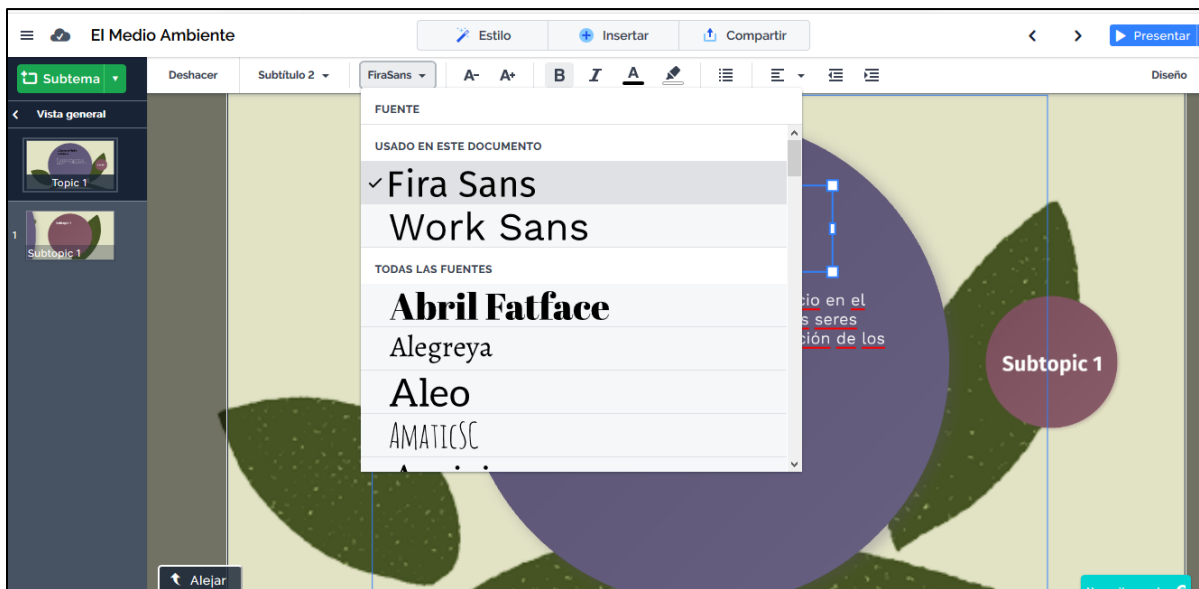 El Medio Ambiente
Estilo
Insertar
Compartir
Presentar
Subtema
Deshacer
Subtítulo 2
FiraSans
A-
A+
B
I
A
Diseño
Vista general
Topic 1
1
Subtopic 1
FUENTE
USADO EN ESTE DOCUMENTO
Fira Sans
Work Sans
TODAS LAS FUENTES
Abril Fatface
Alegreya
Aleo
AmaticSC
en el
seres
de los
Subtopic 1
Alejar